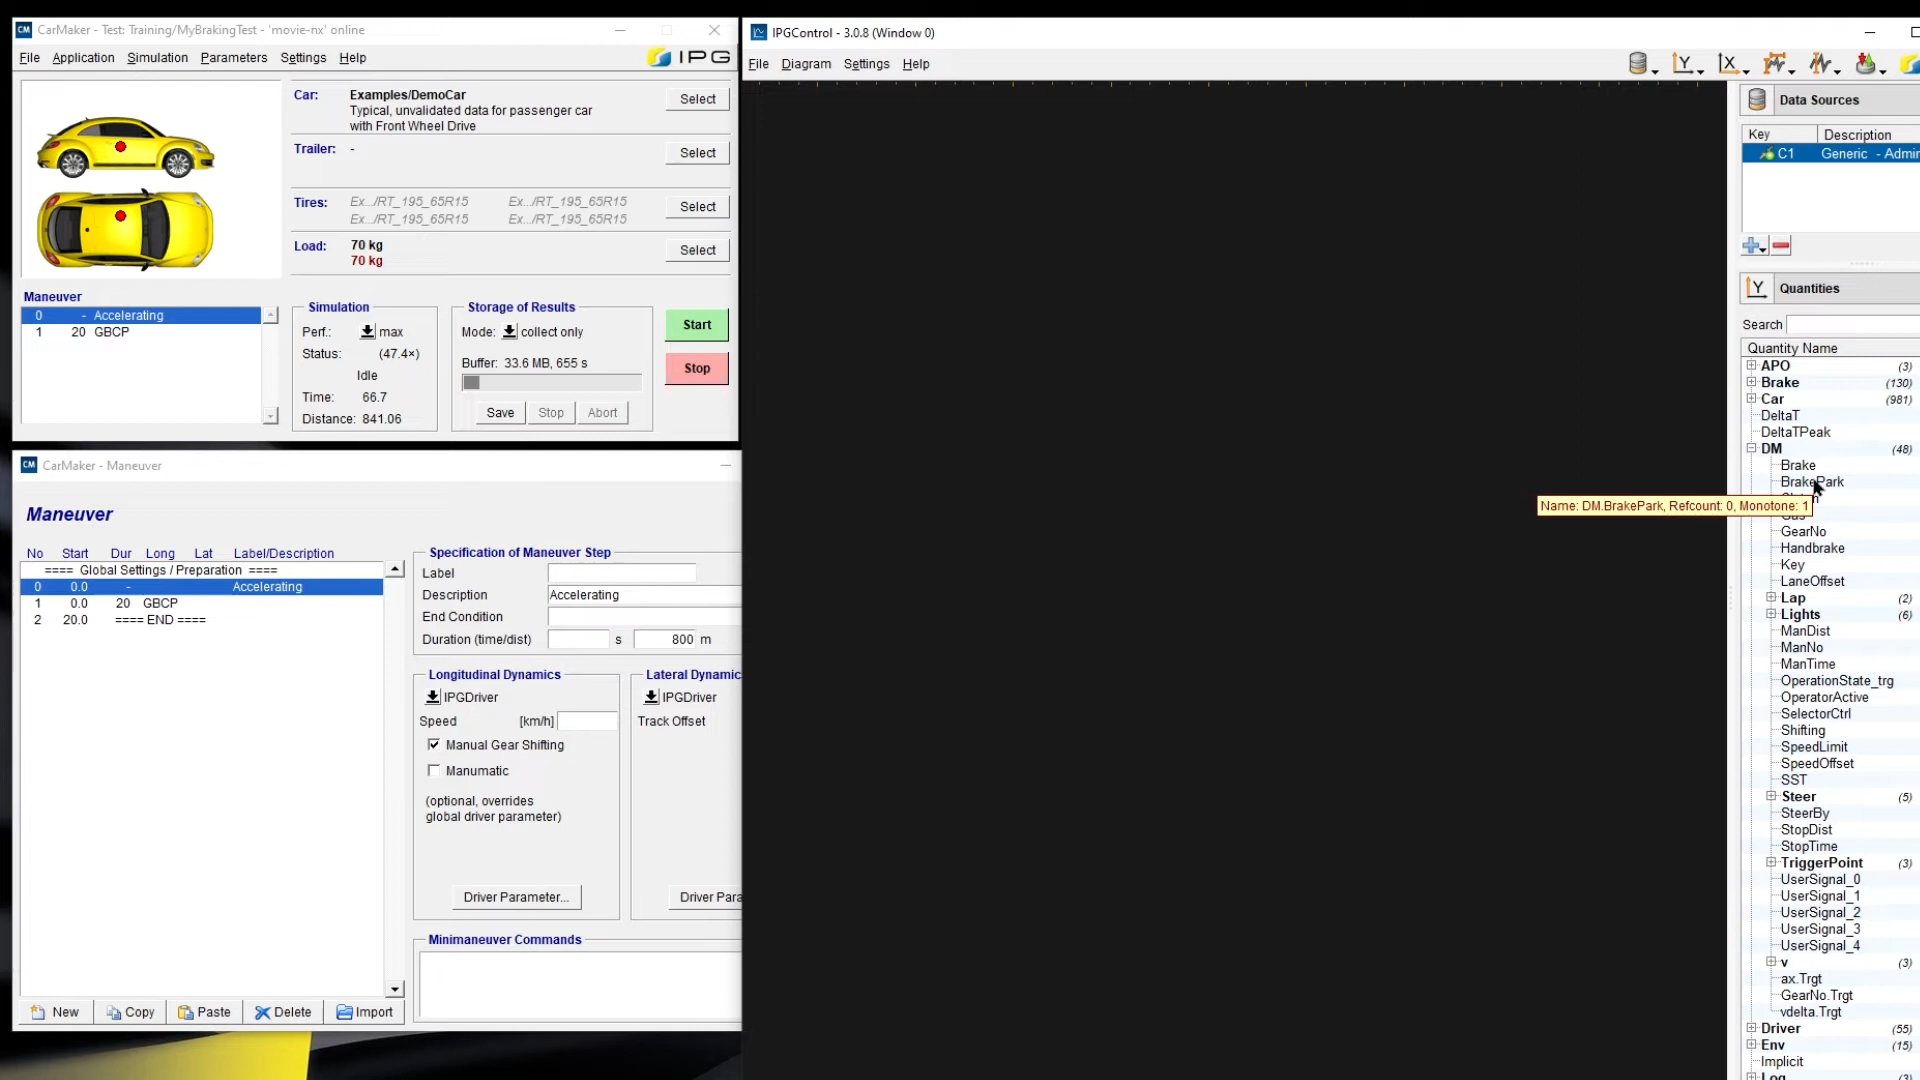 CarMaker - Test: Training/MyBrakingTest - 'movie-nx' online
File Application Simulation Parameters Settings Help
IPG
Car: Examples/DemoCar Select
Typical, unvalidated data for passenger car
with Front Wheel Drive
Trailer: - Select
Tires: Ex.../RT_195_65R15 Ex.../RT_195_65R15 Select
Ex.../RT_195_65R15 Ex.../RT_195_65R15
Load: 70 kg Select
70 kg
Maneuver
0 - Accelerating
1 20 GBCP
Simulation
Perf.: max
Status: (47.4×)
Idle
Time: 66.7
Distance: 841.06
Storage of Results
Mode: collect only
Buffer: 33.6 MB, 655 s
Save Stop Abort
Start
Stop
CarMaker - Maneuver
Maneuver
No Start Dur Long Lat Label/Description
==== Global Settings / Preparation ====
0 0.0 - Accelerating
1 0.0 20 GBCP
2 20.0 ==== END ====
New Copy Paste Delete Import
Specification of Maneuver Step
Label
Description Accelerating
End Condition
Duration (time/dist) s 800 m
Longitudinal Dynamics
IPGDriver
Speed [km/h]
Manual Gear Shifting
Manumatic
(optional, overrides
global driver parameter)
Driver Parameter...
Lateral Dynamic
IPGDriver
Track Offset
Driver Para
Minimaneuver Commands
IPGControl - 3.0.8 (Window 0)
File Diagram Settings Help
Data Sources
Key Description
C1 Generic - Admin
Quantities
Search
Quantity Name
APO (3)
Brake (130)
Car (981)
DeltaT
DeltaTPeak
DM (48)
Brake
BrakePark
Name: DM.BrakePark, Refcount: 0, Monotone: 1
GearNo
Handbrake
Key
LaneOffset
Lap (2)
Lights (6)
ManDist
ManNo
ManTime
OperationState_trg
OperatorActive
SelectorCtrl
Shifting
SpeedLimit
SpeedOffset
SST
Steer (5)
SteerBy
StopDist
StopTime
TriggerPoint (3)
UserSignal_0
UserSignal_1
UserSignal_2
UserSignal_3
UserSignal_4
v (3)
ax.Trgt
GearNo.Trgt
vdelta.Trgt
Driver (55)
Env (15)
Implicit
Log (3)